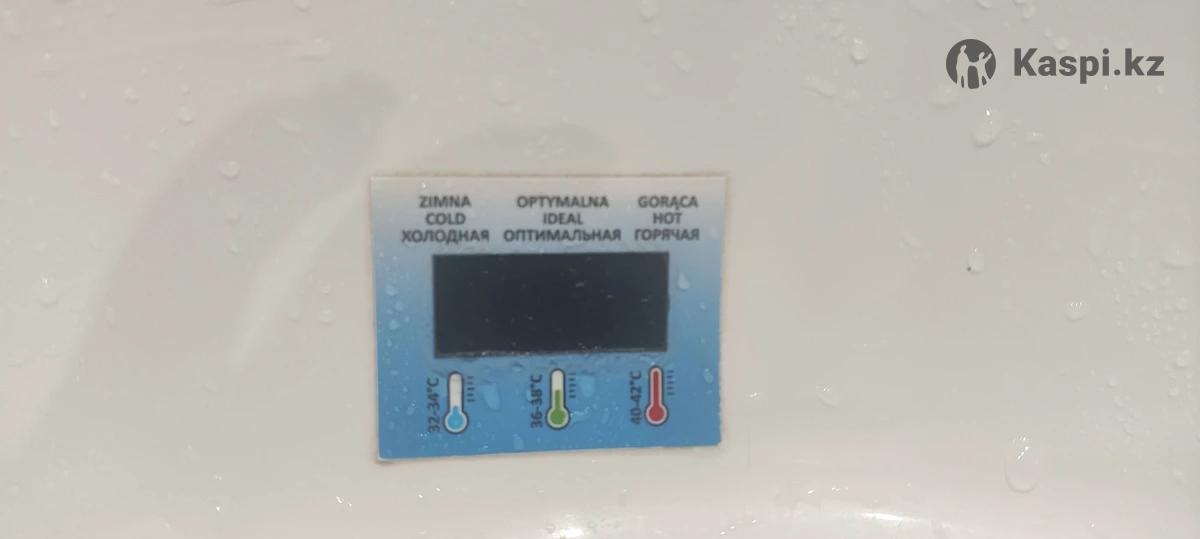 Kaspi.kz
ZIMNA OPTYMALNA GORĄCA
COLD IDEAL HOT
ХОЛОДНАЯ ОПТИМАЛЬНАЯ ГОРЯЧАЯ
32-34°C 36-38°C 40-42°C